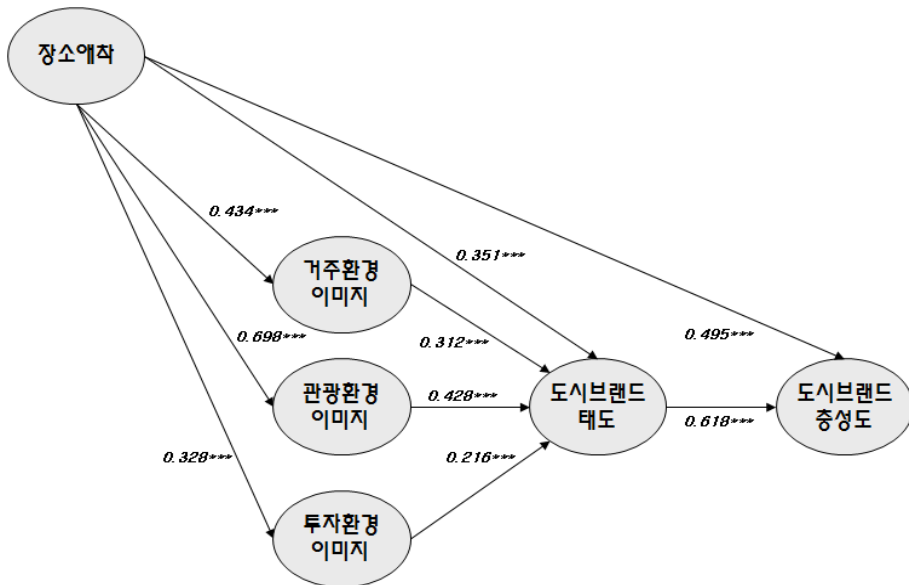 장소애착
0.434***
0.351***
거주환경
이미지
0.698***
0.312***
0.495***
관광환경
이미지
0.428***
도시브랜드
태도
0.618***
도시브랜드
충성도
0.328***
0.216***
투자환경
이미지